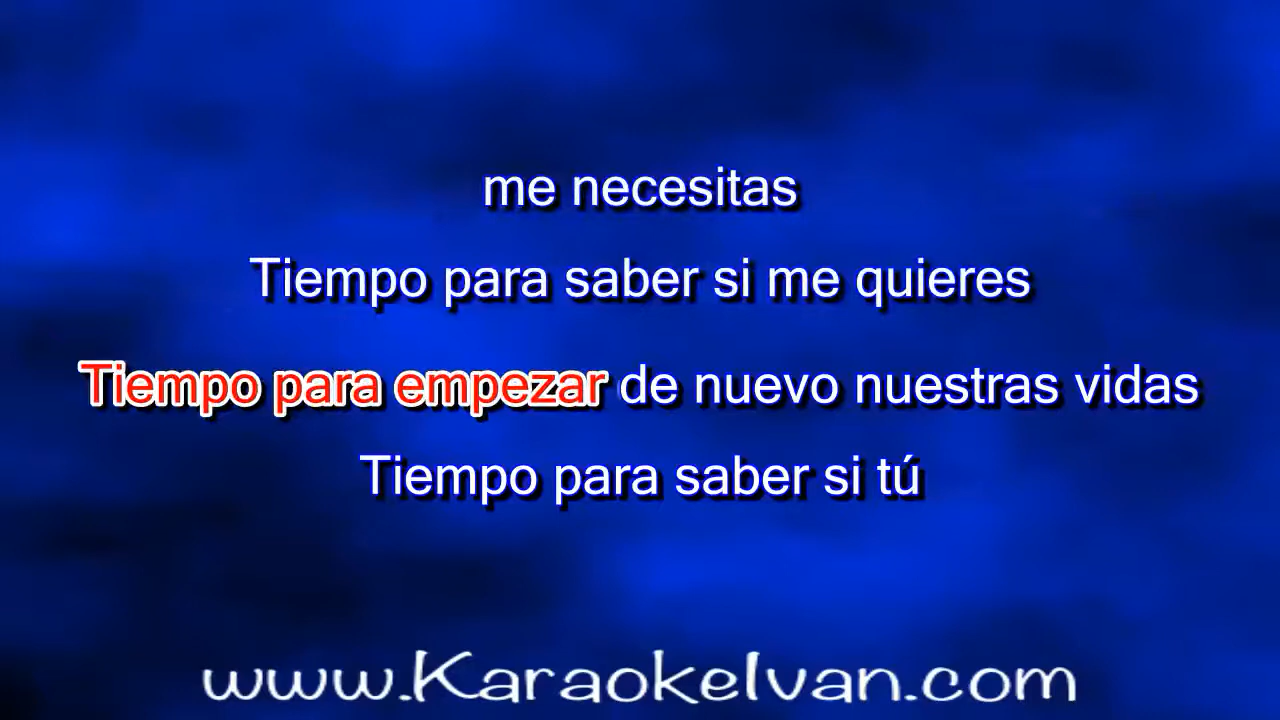 me necesitas
Tiempo para saber si me quieres
Tiempo para empezar de nuevo nuestras vidas
Tiempo para saber si tú
www.KaraokeIvan.com